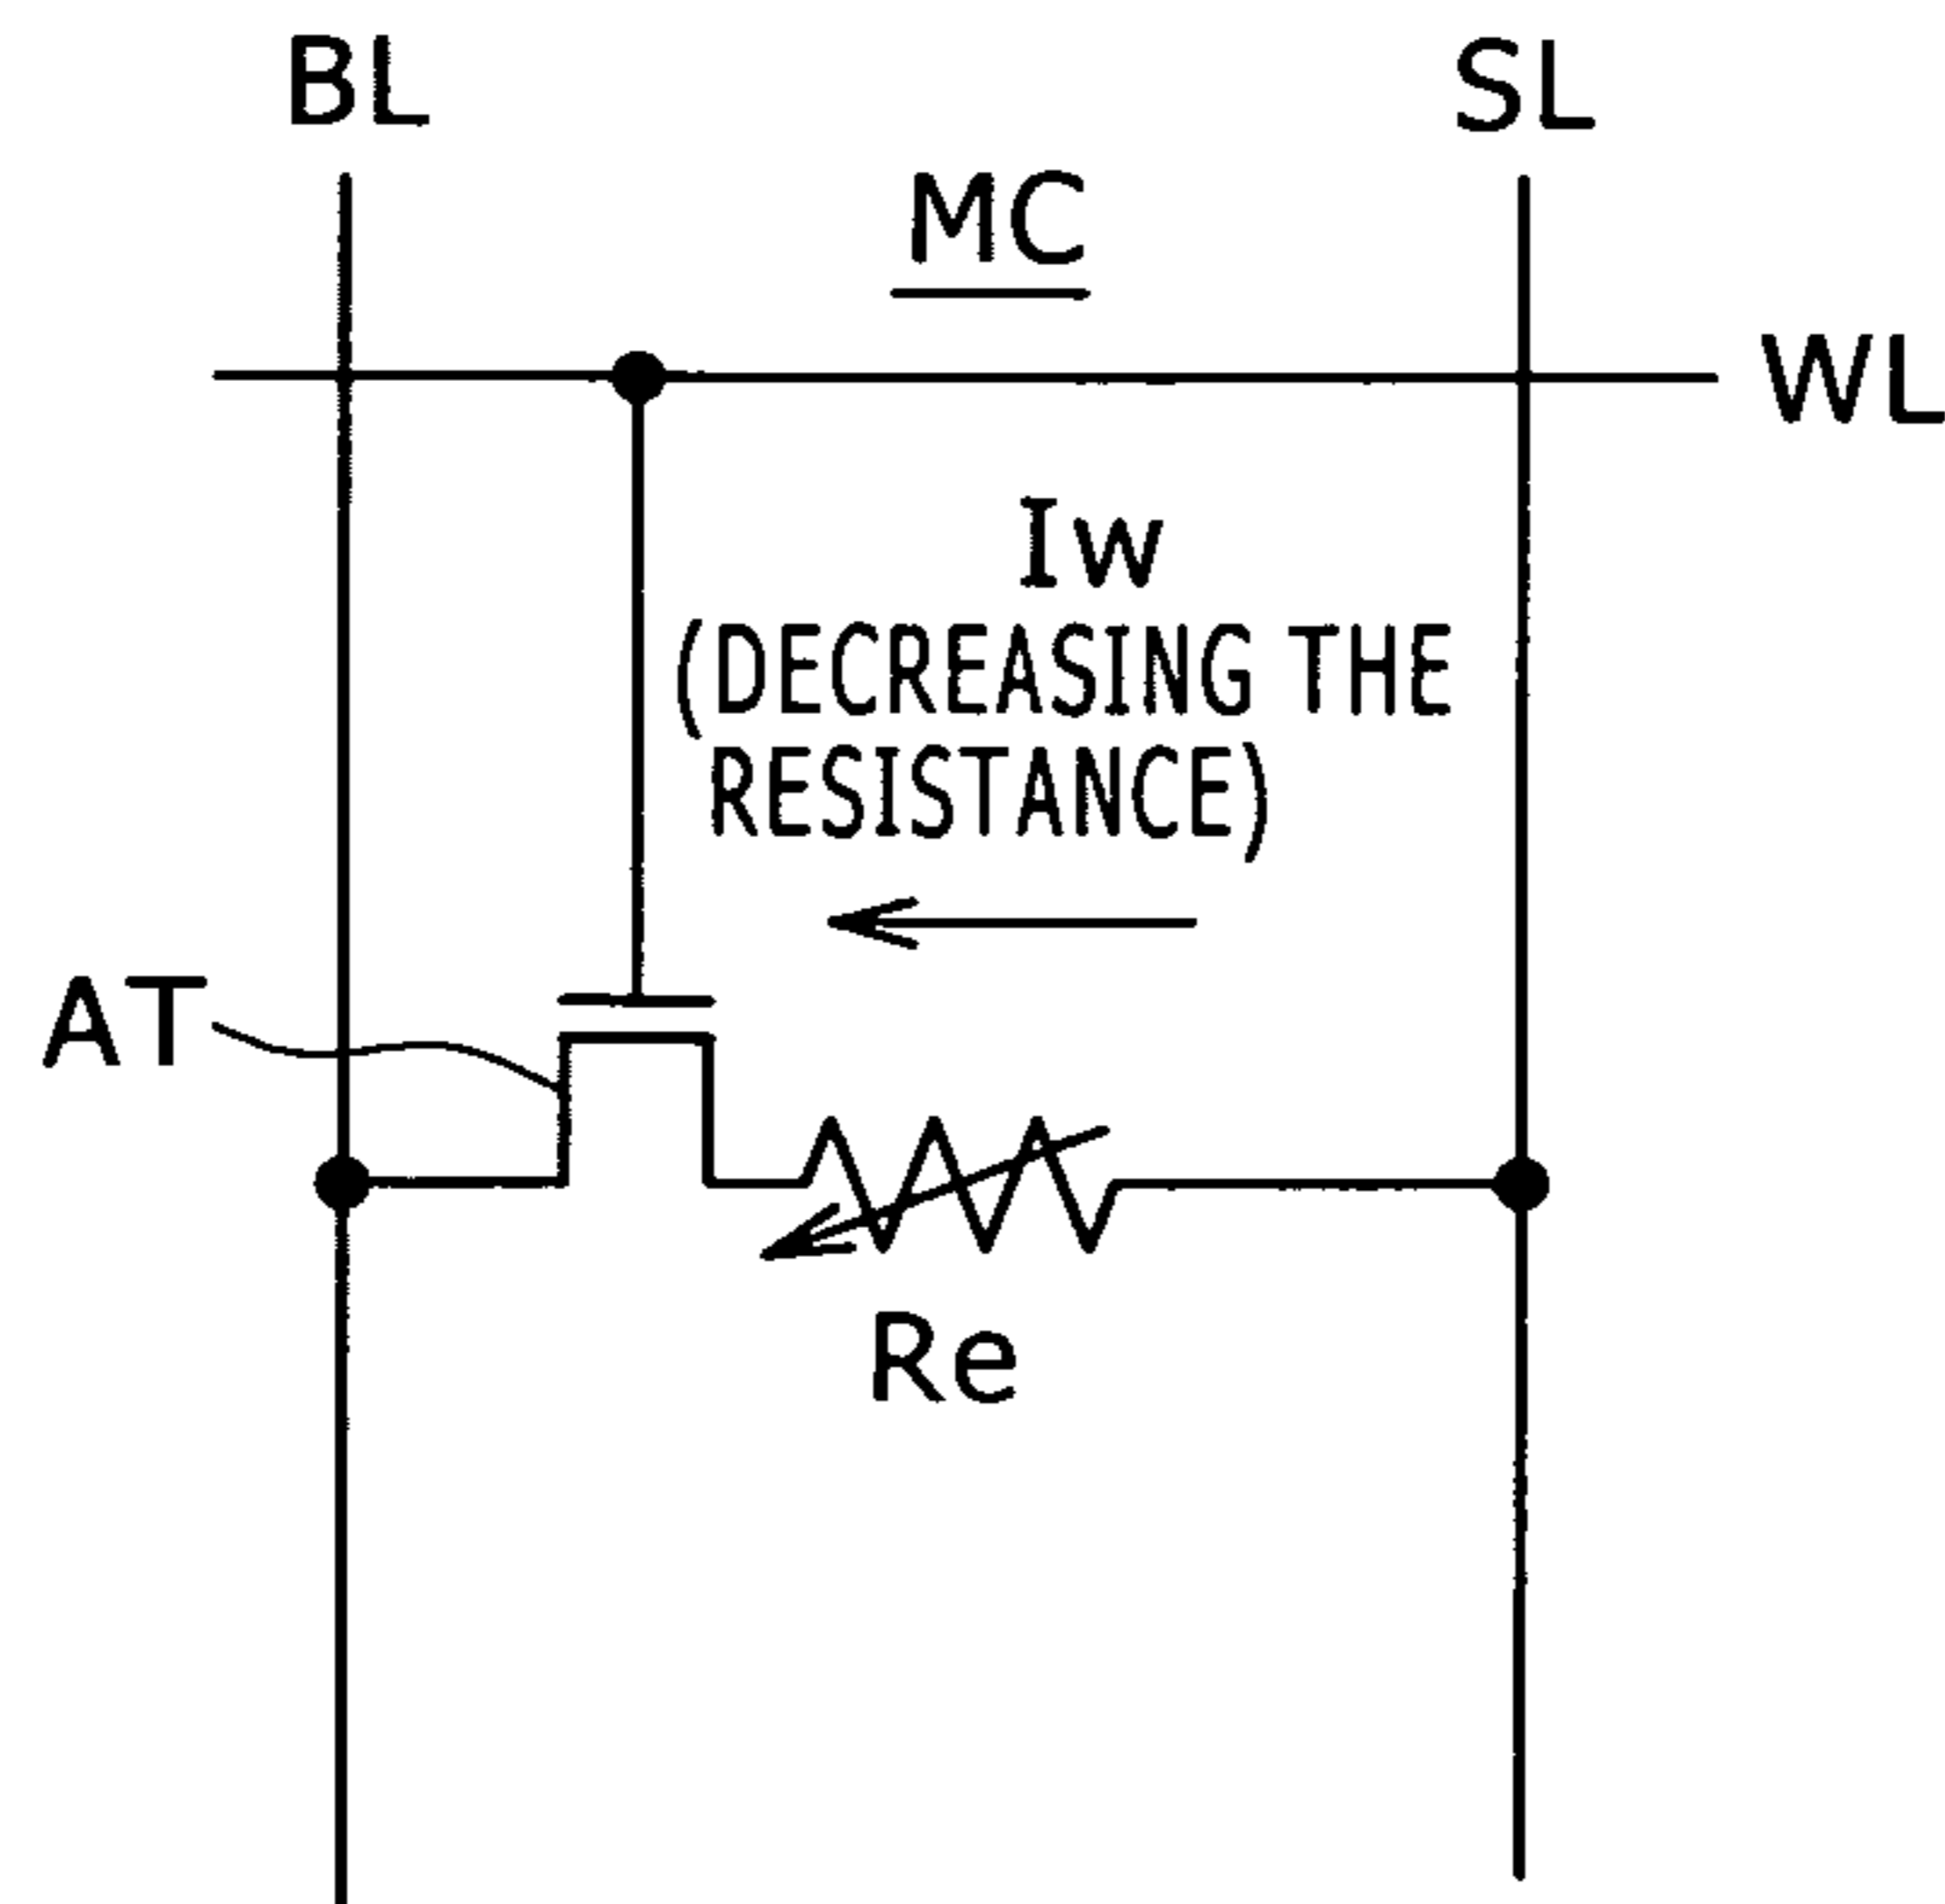 BL
SL
MC
WL
Iw
(DECREASING THE
RESISTANCE)
AT
Re